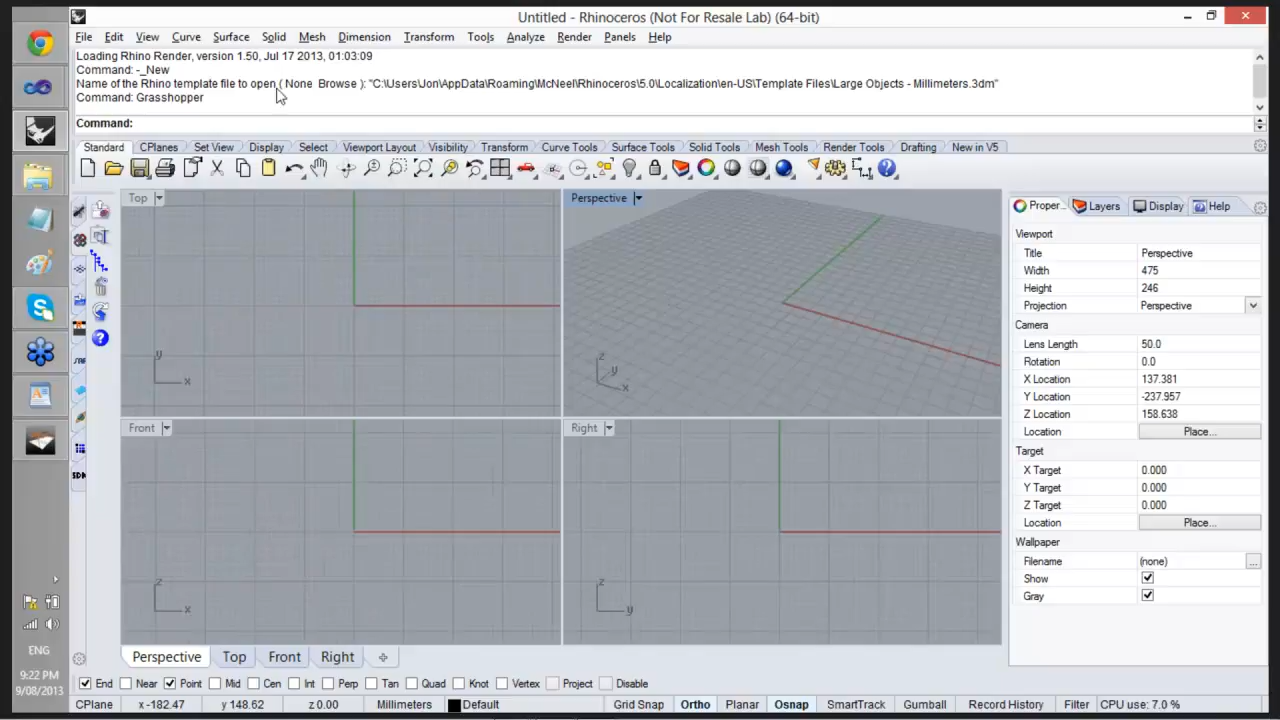 Untitled - Rhinoceros (Not For Resale Lab) (64-bit)
File Edit View Curve Surface Solid Mesh Dimension Transform Tools Analyze Render Panels Help
Loading Rhino Render, version 1.50, Jul 17 2013, 01:03:09
Command: -_New
Name of the Rhino template file to open ( None Browse ): "C:\Users\Jon\AppData\Roaming\McNeel\Rhinoceros\5.0\Localization\en-US\Template Files\Large Objects - Millimeters.3dm"
Command: Grasshopper
Command:
Standard CPlanes Set View Display Select Viewport Layout Visibility Transform Curve Tools Surface Tools Solid Tools Mesh Tools Render Tools Drafting New in V5
Top
y
x
Perspective
z
y
x
Front
z
x
Right
z
y
Proper... Layers Display Help
Viewport
Title Perspective
Width 475
Height 246
Projection Perspective
Camera
Lens Length 50.0
Rotation 0.0
X Location 137.381
Y Location -237.957
Z Location 158.638
Location Place...
Target
X Target 0.000
Y Target 0.000
Z Target 0.000
Location Place...
Wallpaper
Filename (none) ...
Show
Gray
Perspective Top Front Right
End Near Point Mid Cen Int Perp Tan Quad Knot Vertex Project Disable
CPlane x -182.47 y 148.62 z 0.00 Millimeters Default Grid Snap Ortho Planar Osnap SmartTrack Gumball Record History Filter CPU use: 7.0 %
ENG
9:22 PM
9/08/2013